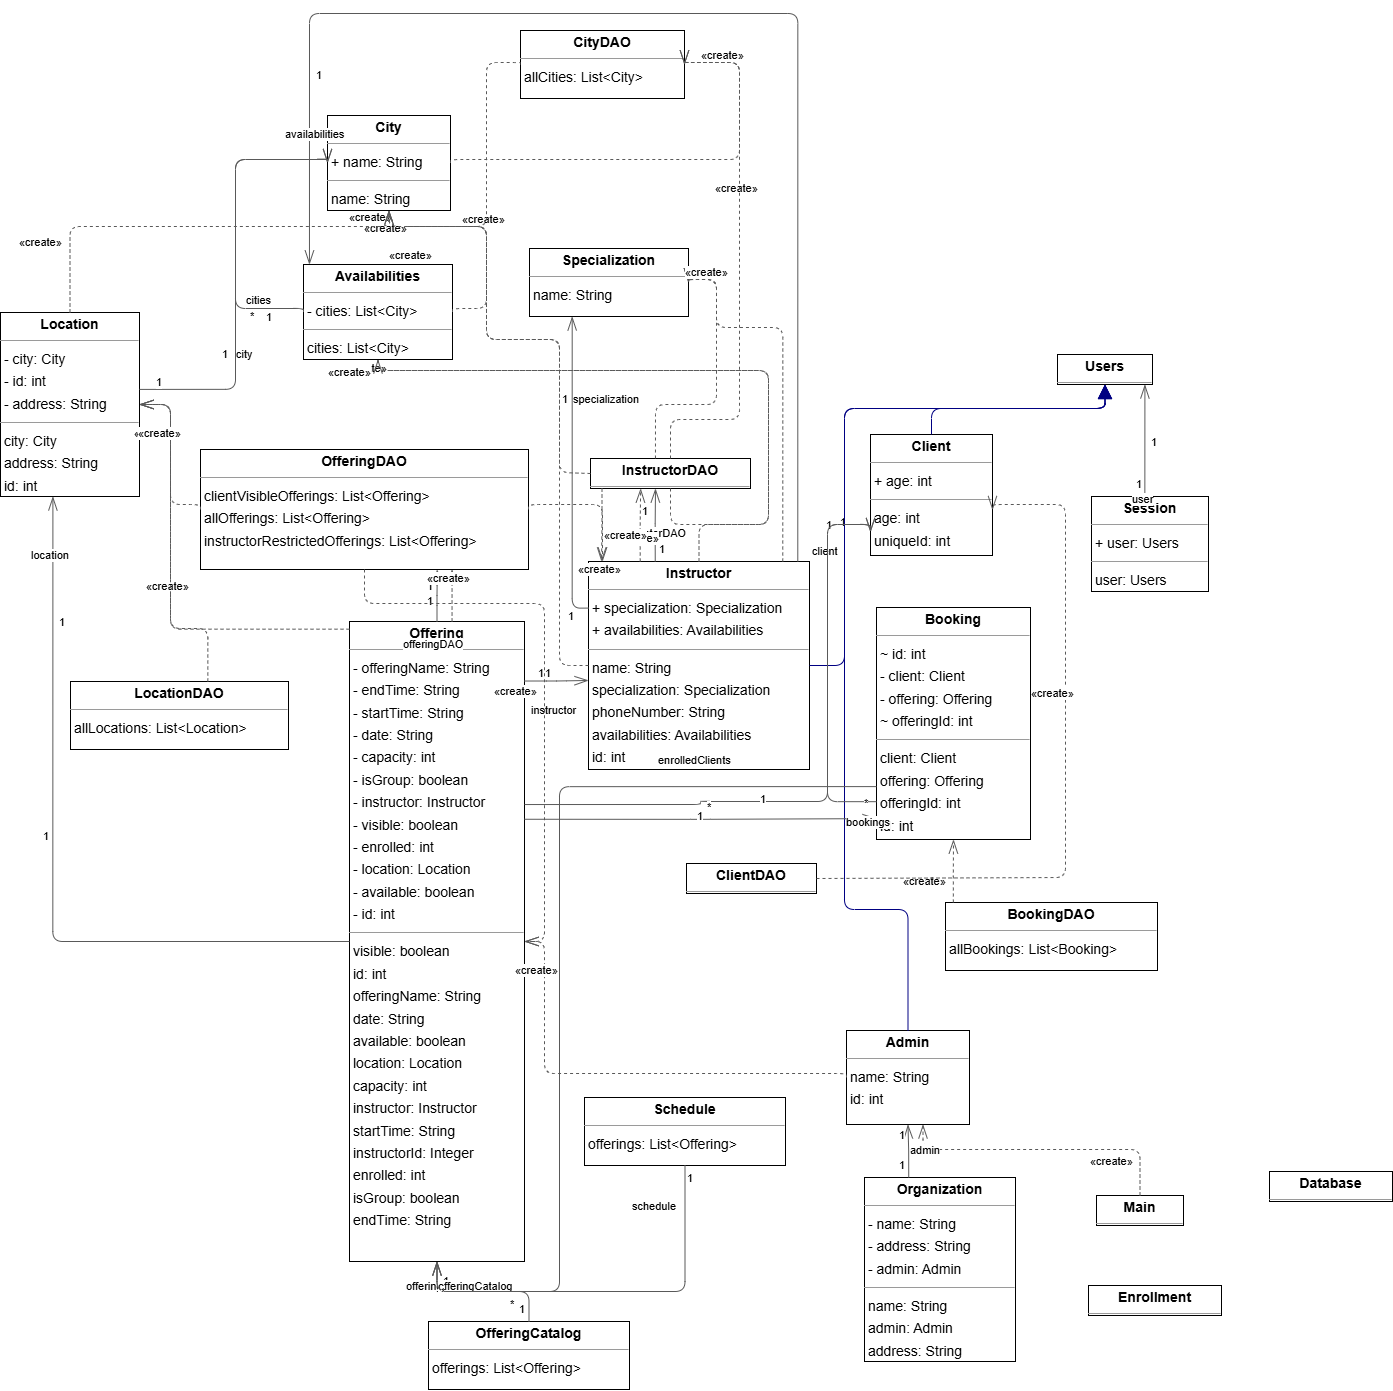 CityDAO
allCities: List<City>
«create»
1
City
+ name: String
name: String
availabilities
«create»
«create»
«create»
«create»
«create»
«create»
Availabilities
- cities: List<City>
cities: List<City>
Specialization
name: String
«create»
cities
* 1
Location
- city: City
- id: int
- address: String
city: City
address: String
id: int
1 city
1
«create»
1 specialization
Users
1
1
user
Client
+ age: int
age: int
uniqueId: int
Session
+ user: Users
user: Users
«create»
OfferingDAO
clientVisibleOfferings: List<Offering>
allOfferings: List<Offering>
instructorRestrictedOfferings: List<Offering>
InstructorDAO
1
«create»
rDAO
1
1 1
client
location
«create»
«create»
1
«create»
Instructor
+ specialization: Specialization
+ availabilities: Availabilities
name: String
specialization: Specialization
phoneNumber: String
availabilities: Availabilities
id: int
enrolledClients
1
1
Booking
~ id: int
- client: Client
- offering: Offering
~ offeringId: int
client: Client
offering: Offering
offeringId: int
id: int
«create»
Offering
offeringDAO
- offeringName: String
- endTime: String
- startTime: String
- date: String
- capacity: int
- isGroup: boolean
- instructor: Instructor
- visible: boolean
- enrolled: int
- location: Location
- available: boolean
- id: int
visible: boolean
id: int
offeringName: String
date: String
available: boolean
location: Location
capacity: int
instructor: Instructor
startTime: String
instructorId: Integer
enrolled: int
isGroup: boolean
endTime: String
11
«create»
instructor
LocationDAO
allLocations: List<Location>
1
*
1
*
1
bookings
ClientDAO
«create»
BookingDAO
allBookings: List<Booking>
«create»
Admin
name: String
id: int
Schedule
offerings: List<Offering>
1
schedule
1
admin
1
«create»
Organization
- name: String
- address: String
- admin: Admin
name: String
admin: Admin
address: String
Main
Database
Enrollment
offeringCatalog
* 1
OfferingCatalog
offerings: List<Offering>